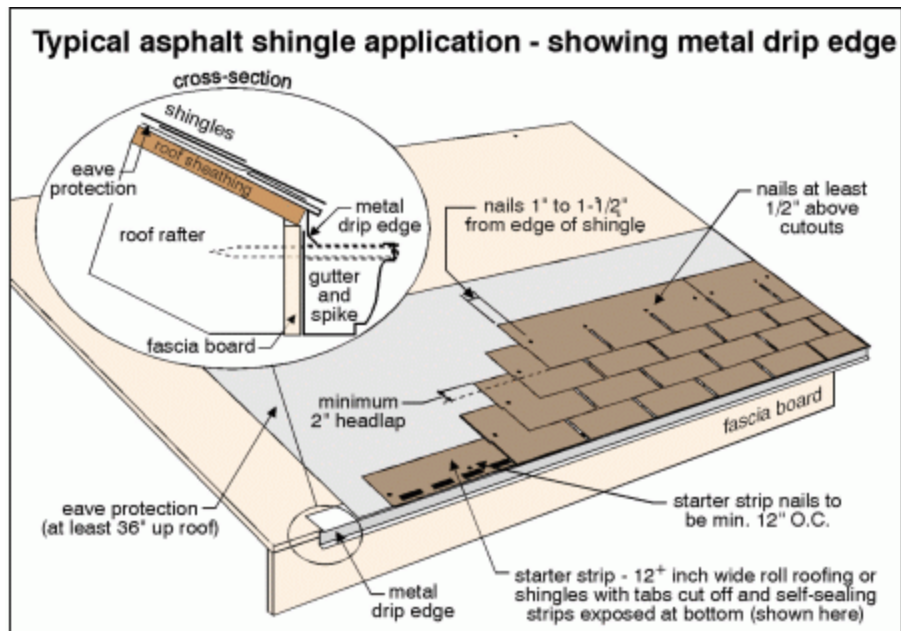 Typical asphalt shingle application - showing metal drip edge
cross-section
shingles
roof sheathing
eave
protection
roof rafter
metal
drip edge
gutter
and
spike
fascia board
nails 1" to 1-1/2"
from edge of shingle
nails at least
1/2" above
cutouts
minimum
2" headlap
fascia board
eave protection
(at least 36" up roof)
starter strip nails to
be min. 12" O.C.
metal
drip edge
starter strip - 12+ inch wide roll roofing or
shingles with tabs cut off and self-sealing
strips exposed at bottom (shown here)